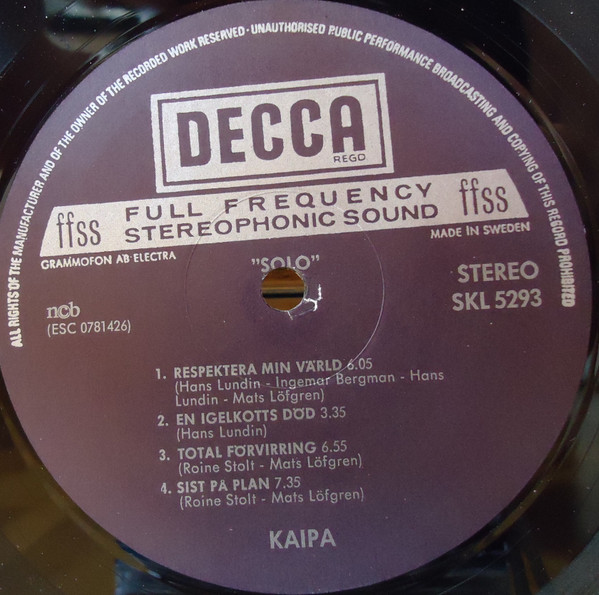 ALL RIGHTS OF THE MANUFACTURER AND OF THE OWNER OF THE RECORDED WORK RESERVED · UNAUTHORISED PUBLIC PERFORMANCE BROADCASTING AND COPYING OF THIS RECORD PROHIBITED
DECCA
REGD
ffss FULL FREQUENCY ffss
STEREOPHONIC SOUND
GRAMMOFON AB ELECTRA
MADE IN SWEDEN
"SOLO"
STEREO
SKL 5293
ncb
(ESC 0781426)
1. RESPEKTERA MIN VÄRLD 6.05
(Hans Lundin - Ingemar Bergman - Hans
Lundin - Mats Löfgren)
2. EN IGELKOTTS DÖD 3.35
(Hans Lundin)
3. TOTAL FÖRVIRRING 6.55
(Roine Stolt - Mats Löfgren)
4. SIST PÅ PLAN 7.35
(Roine Stolt - Mats Löfgren)
KAIPA